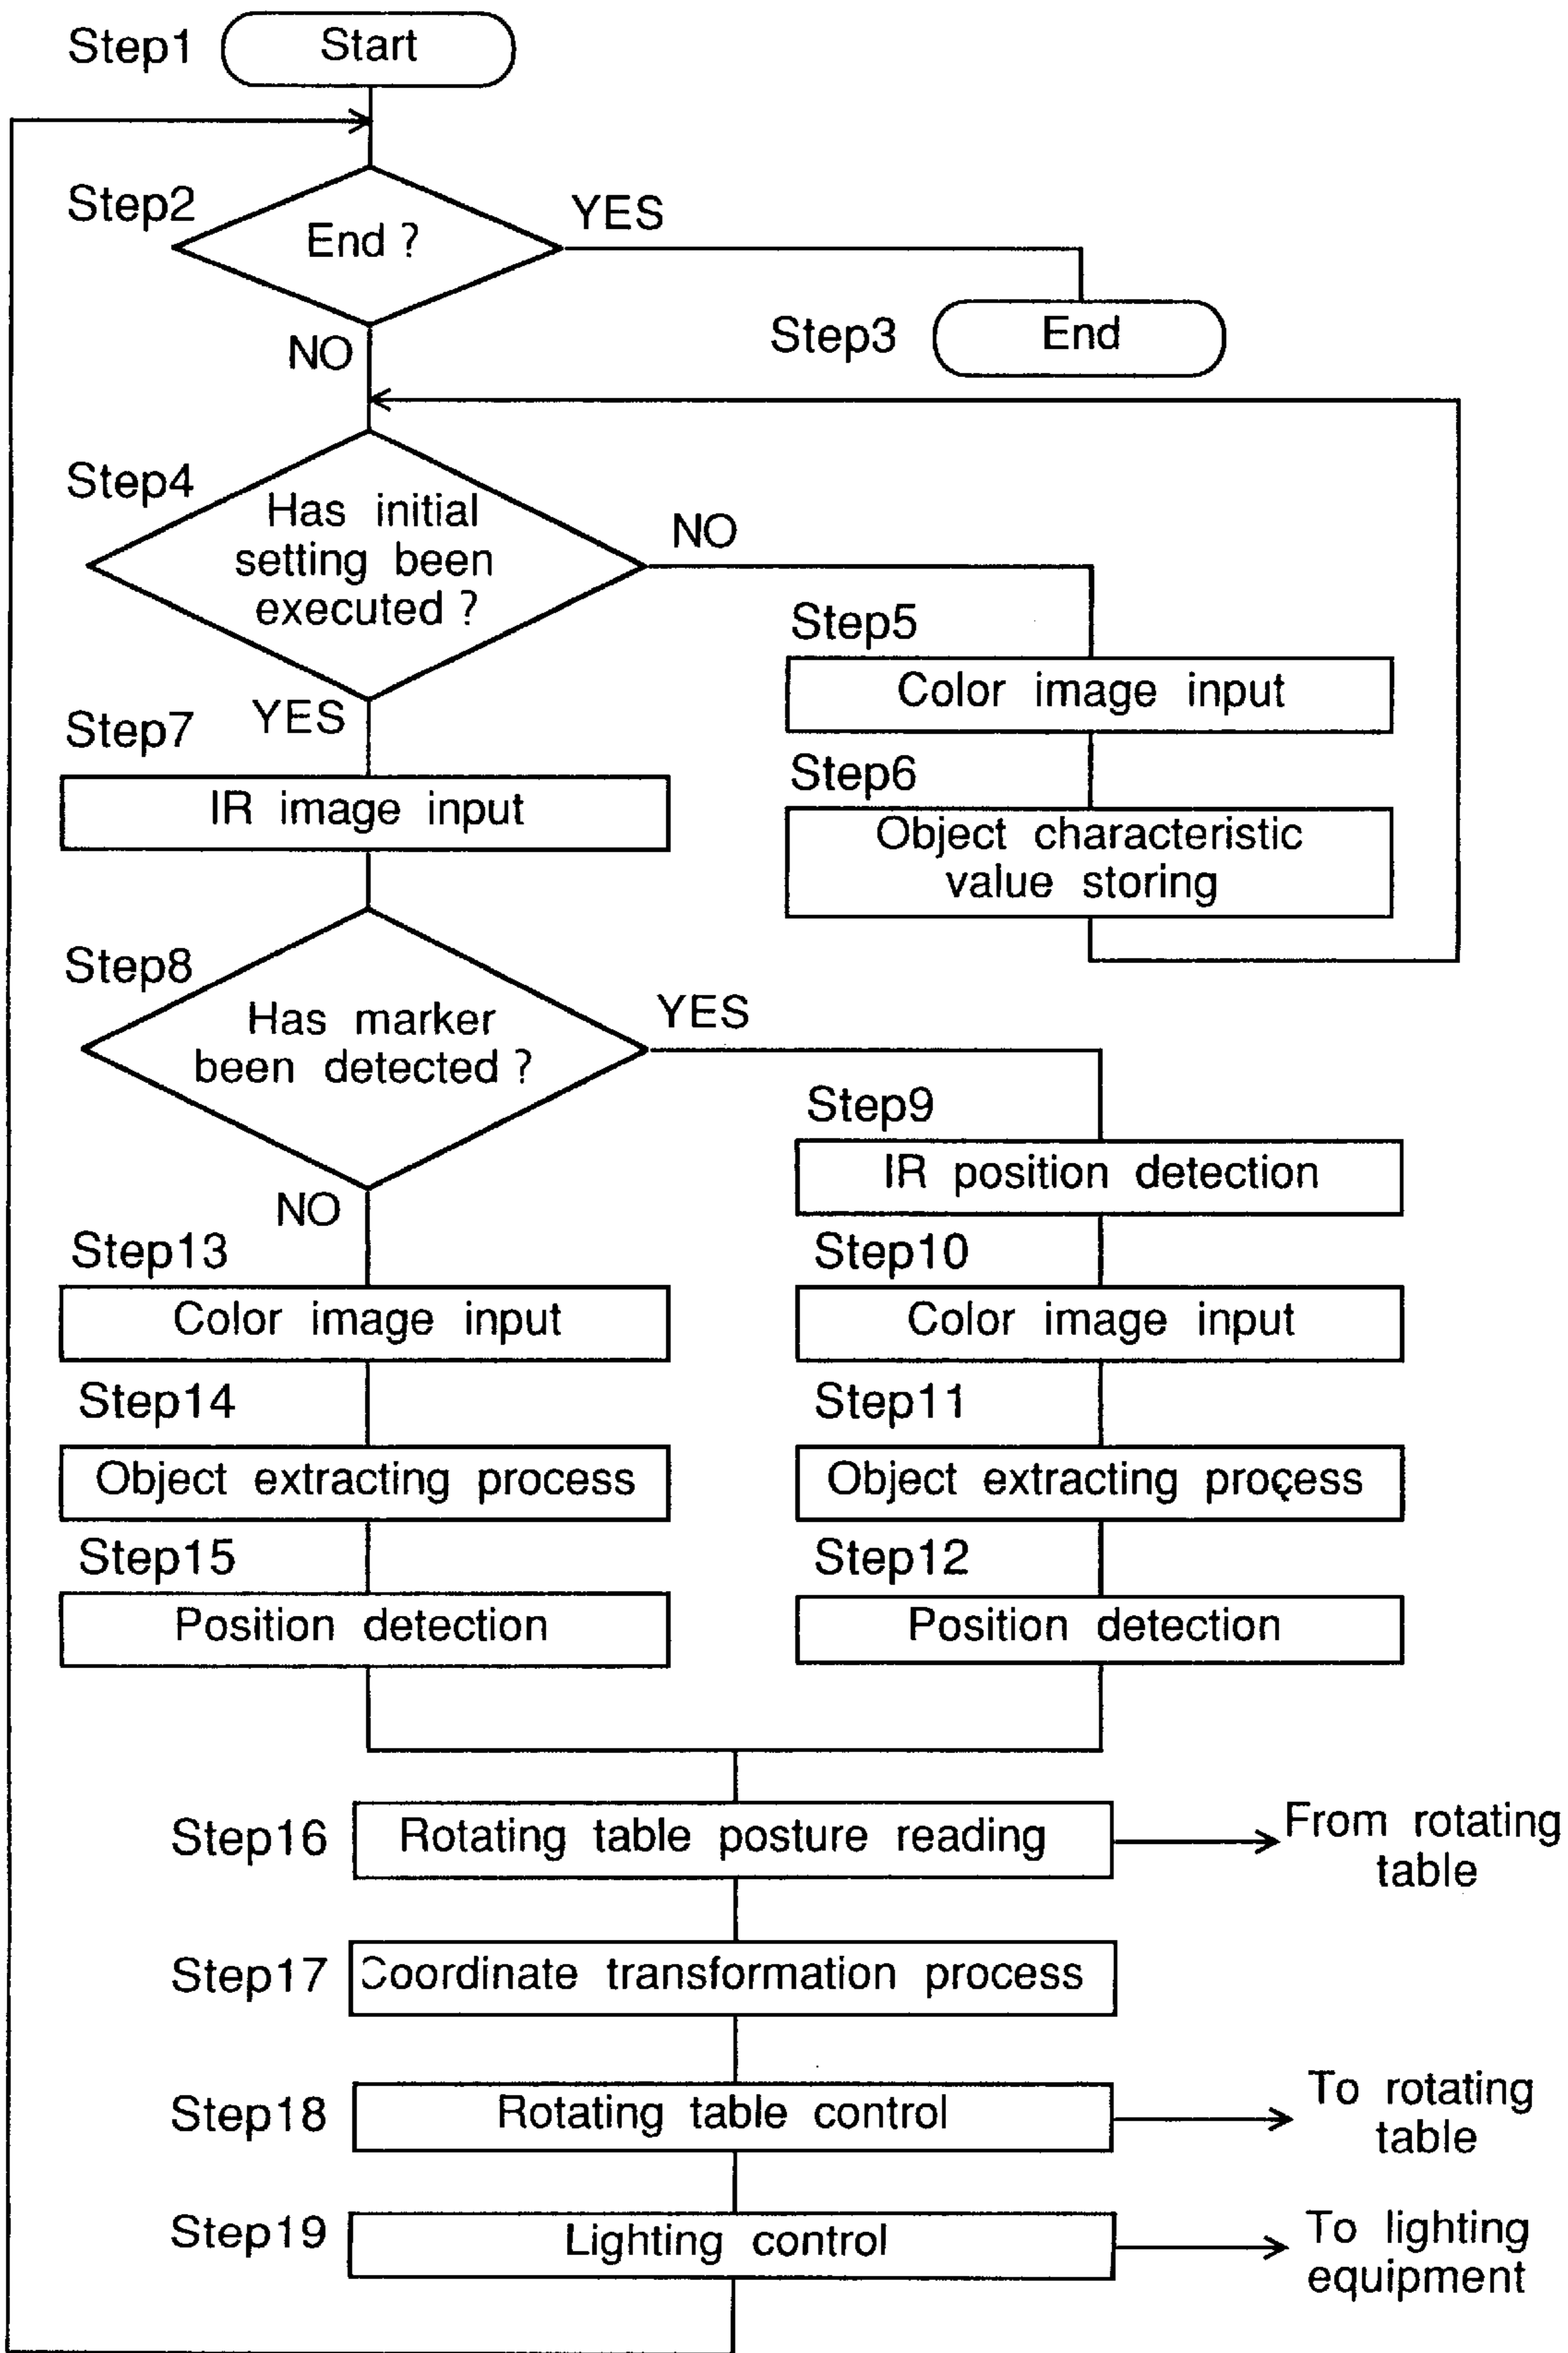 Step1
Start
Step2
End ?
YES
NO
Step3
End
Step4
Has initial
setting been
executed ?
NO
YES
Step5
Color image input
Step6
Object characteristic
value storing
Step7
IR image input
Step8
Has marker
been detected ?
YES
NO
Step9
IR position detection
Step10
Color image input
Step11
Object extracting process
Step12
Position detection
Step13
Color image input
Step14
Object extracting process
Step15
Position detection
Step16
Rotating table posture reading
From rotating
table
Step17
Coordinate transformation process
Step18
Rotating table control
To rotating
table
Step19
Lighting control
To lighting
equipment